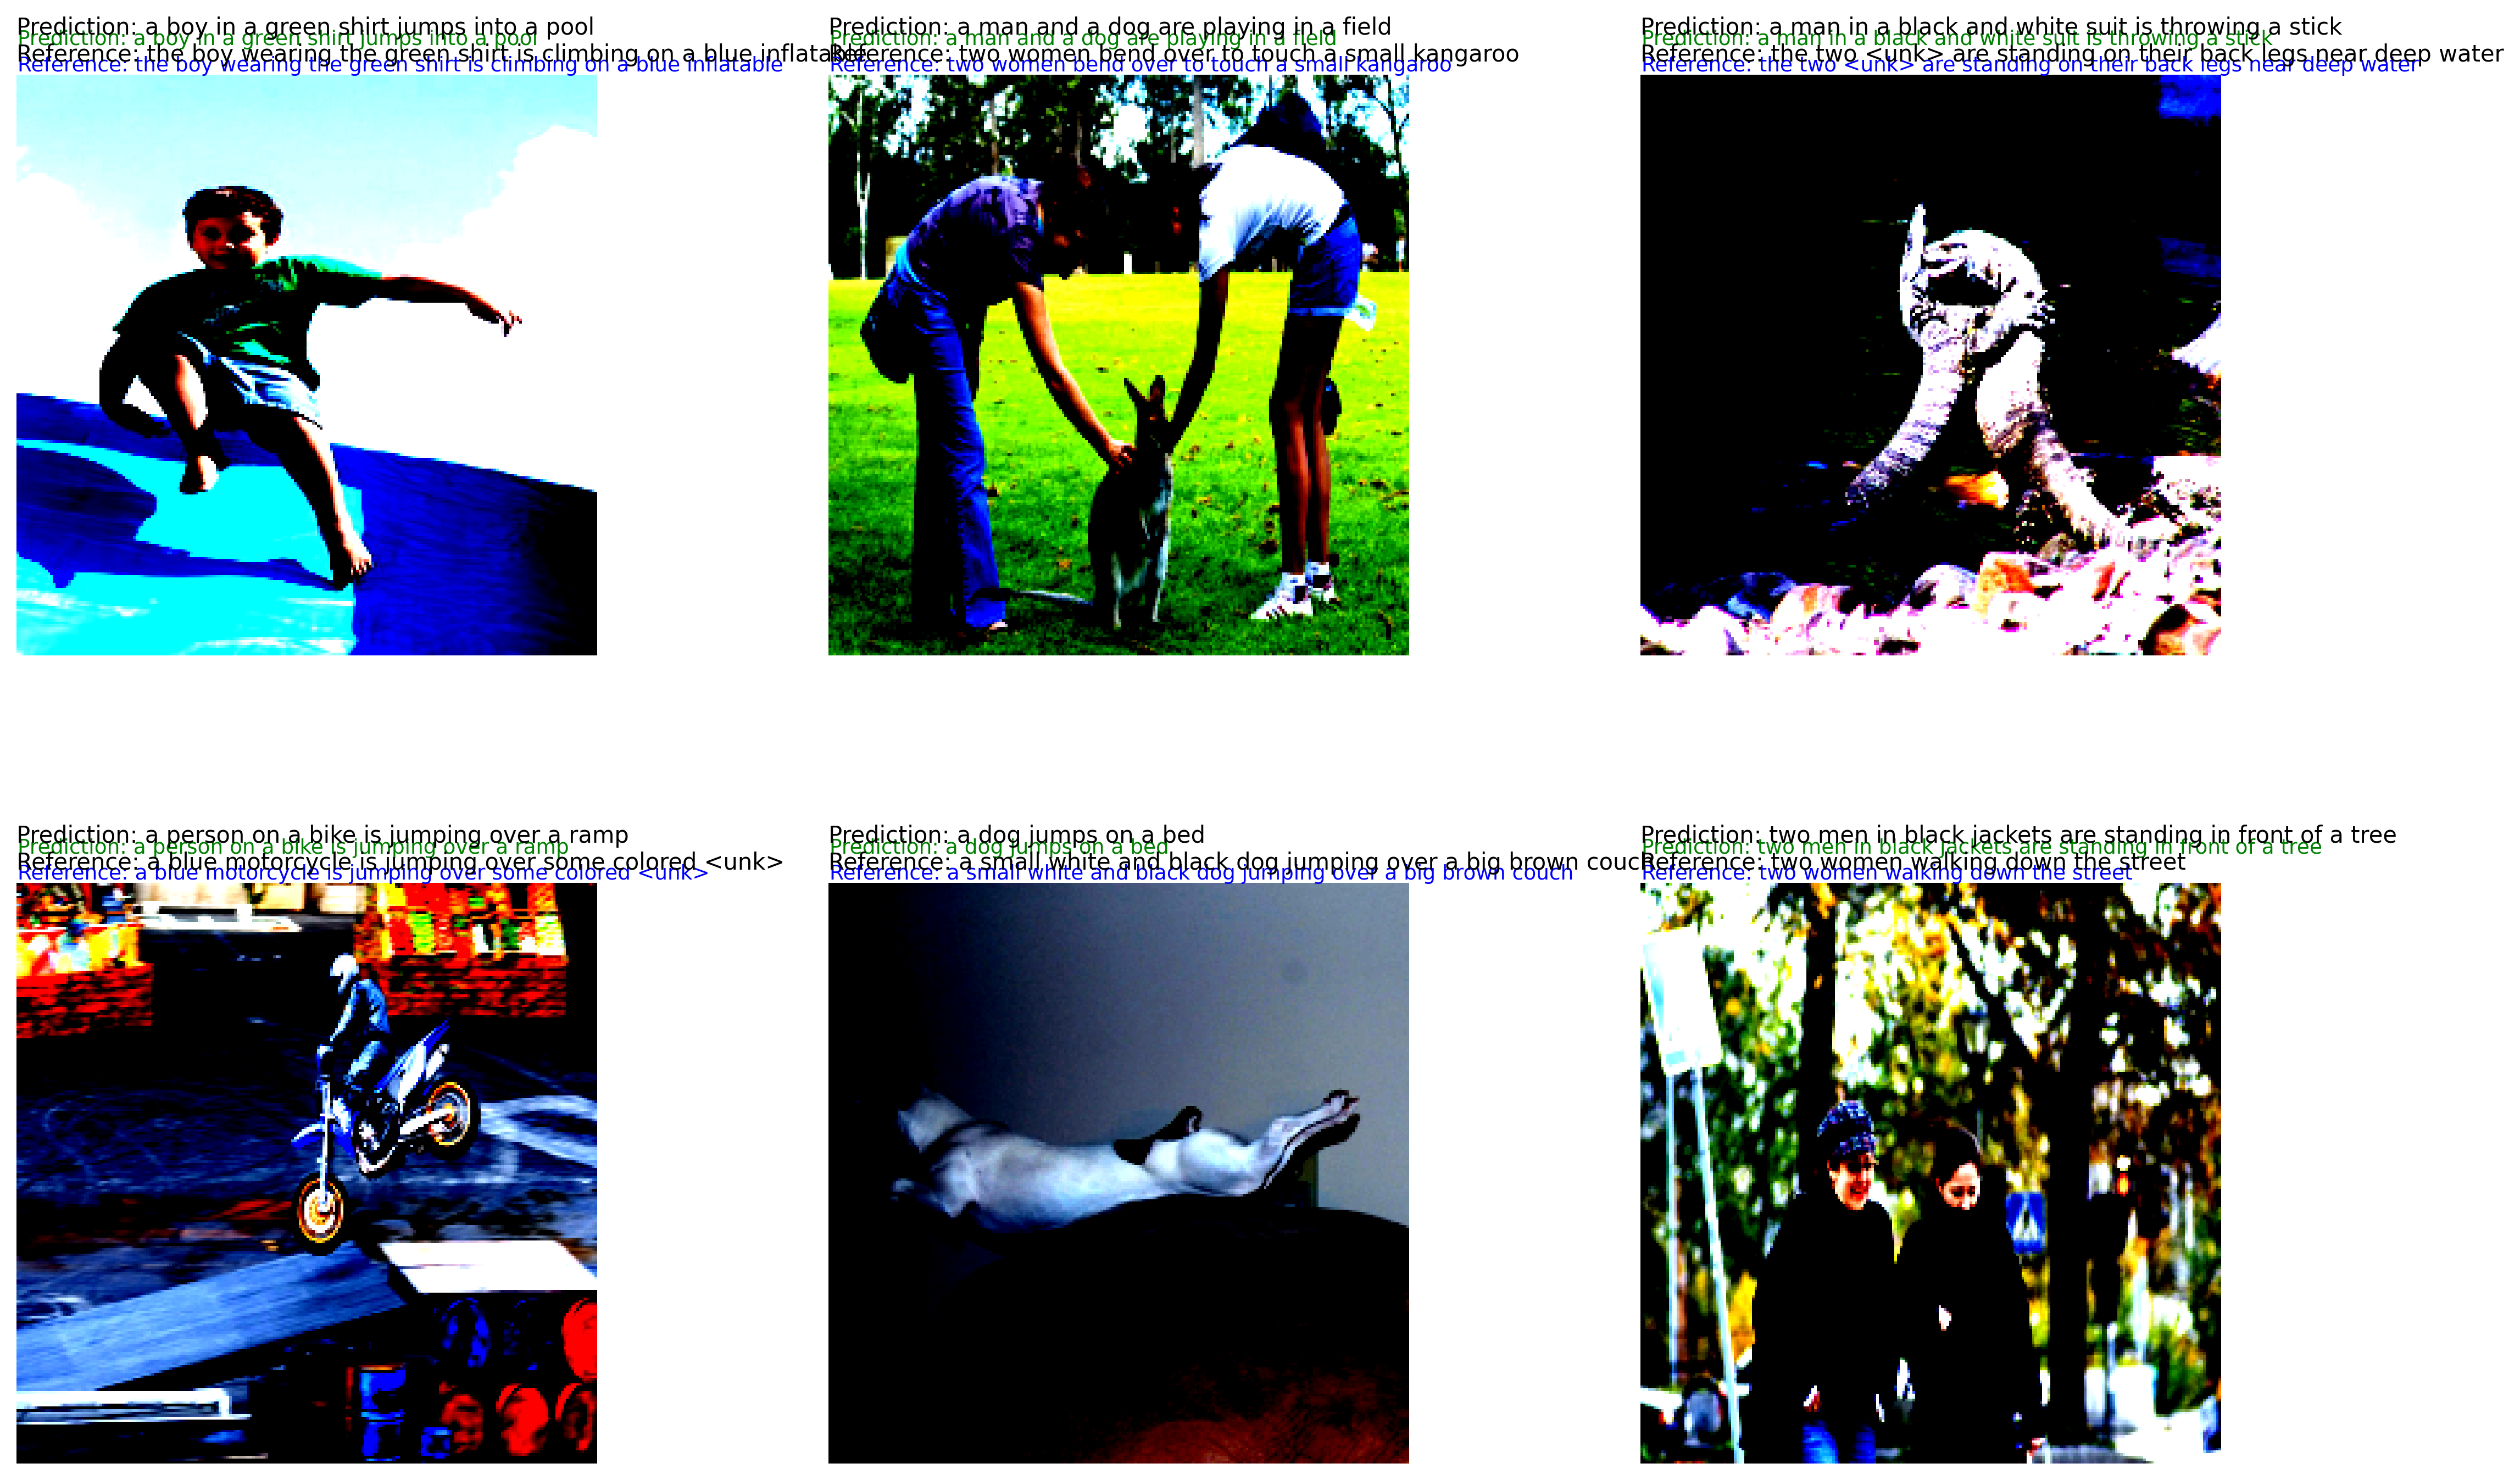 Prediction: a boy in a green shirt jumps into a pool
Prediction: a boy in a green shirt jumps into a pool
Reference: the boy wearing the green shirt is climbing on a blue inflatable
Reference: the boy wearing the green shirt is climbing on a blue inflatable
Prediction: a man and a dog are playing in a field
Prediction: a man and a dog are playing in a field
Reference: two women bend over to touch a small kangaroo
Reference: two women bend over to touch a small kangaroo
Prediction: a man in a black and white suit is throwing a stick
Prediction: a man in a black and white suit is throwing a stick
Reference: the two <unk> are standing on their back legs near deep water
Reference: the two <unk> are standing on their back legs near deep water
Prediction: a person on a bike is jumping over a ramp
Prediction: a person on a bike is jumping over a ramp
Reference: a blue motorcycle is jumping over some colored <unk>
Reference: a blue motorcycle is jumping over some colored <unk>
Prediction: a dog jumps on a bed
Prediction: a dog jumps on a bed
Reference: a small white and black dog jumping over a big brown couch
Reference: a small white and black dog jumping over a big brown couch
Prediction: two men in black jackets are standing in front of a tree
Prediction: two men in black jackets are standing in front of a tree
Reference: two women walking down the street
Reference: two women walking down the street